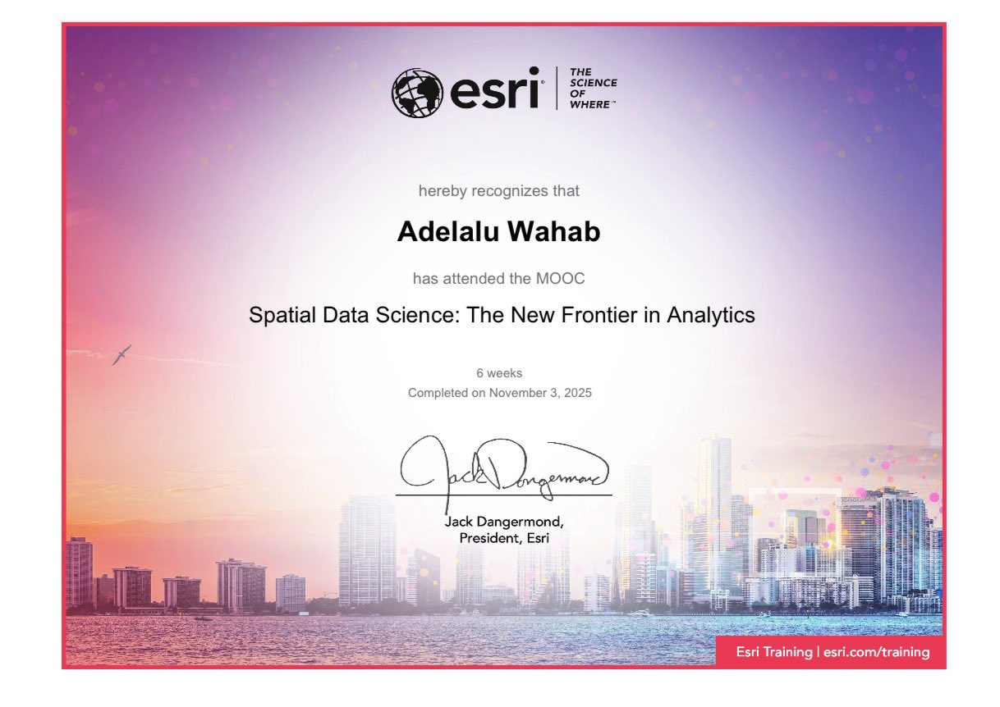 esri®
THE
SCIENCE
OF
WHERE™
hereby recognizes that
Adelalu Wahab
has attended the MOOC
Spatial Data Science: The New Frontier in Analytics
6 weeks
Completed on November 3, 2025
Jack Dangermond
Jack Dangermond,
President, Esri
Esri Training | esri.com/training